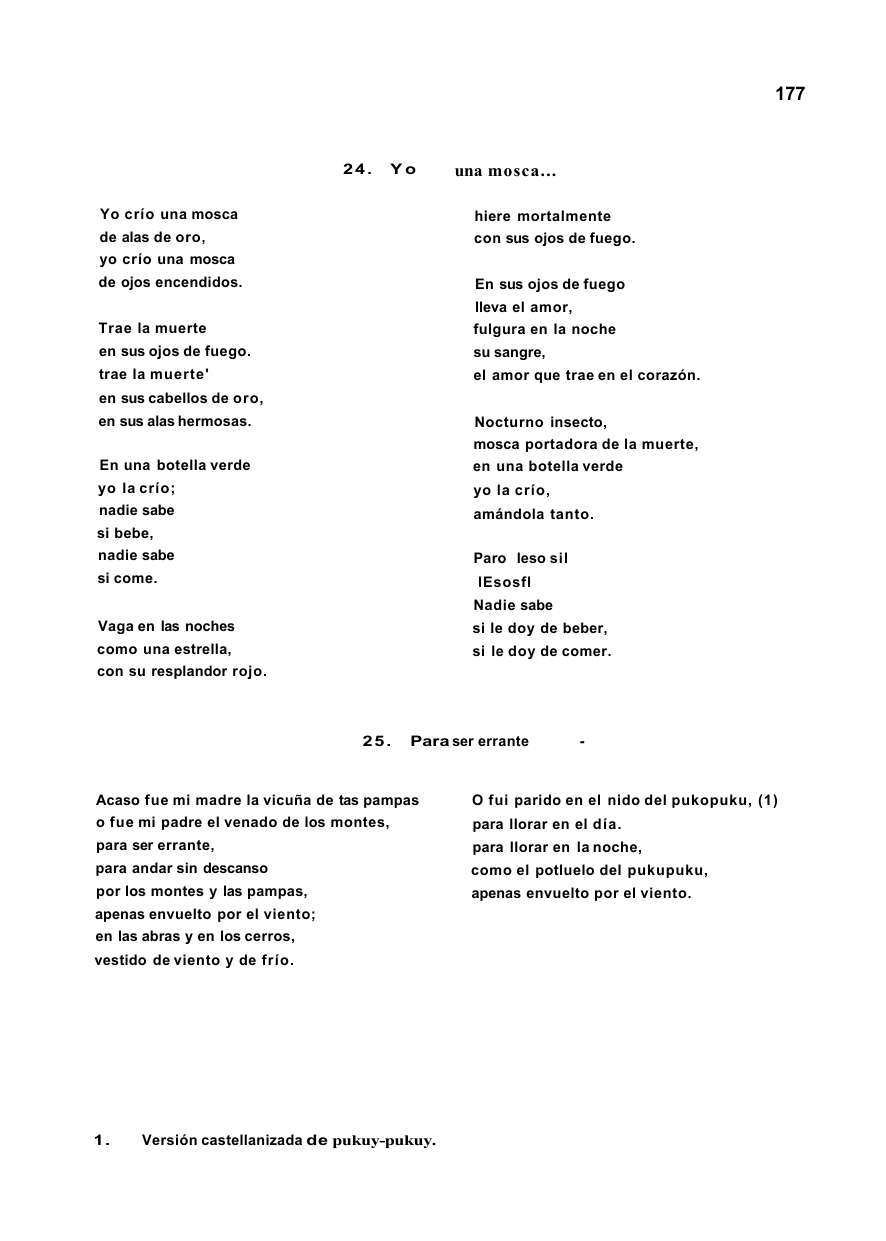 177
24. Yo una mosca...
Yo crío una mosca
de alas de oro,
yo crío una mosca
de ojos encendidos.
Trae la muerte
en sus ojos de fuego.
trae la muerte'
en sus cabellos de oro,
en sus alas hermosas.
En una botella verde
yo la crío;
nadie sabe
si bebe,
nadie sabe
si come.
Vaga en las noches
como una estrella,
con su resplandor rojo.
hiere mortalmente
con sus ojos de fuego.
En sus ojos de fuego
lleva el amor,
fulgura en la noche
su sangre,
el amor que trae en el corazón.
Nocturno insecto,
mosca portadora de la muerte,
en una botella verde
yo la crío,
amándola tanto.
Paro leso sil
lEsosfl
Nadie sabe
si le doy de beber,
si le doy de comer.
25. Para ser errante -
Acaso fue mi madre la vicuña de tas pampas
o fue mi padre el venado de los montes,
para ser errante,
para andar sin descanso
por los montes y las pampas,
apenas envuelto por el viento;
en las abras y en los cerros,
vestido de viento y de frío.
O fui parido en el nido del pukopuku, (1)
para llorar en el día.
para llorar en la noche,
como el potluelo del pukupuku,
apenas envuelto por el viento.
1. Versión castellanizada de pukuy-pukuy.